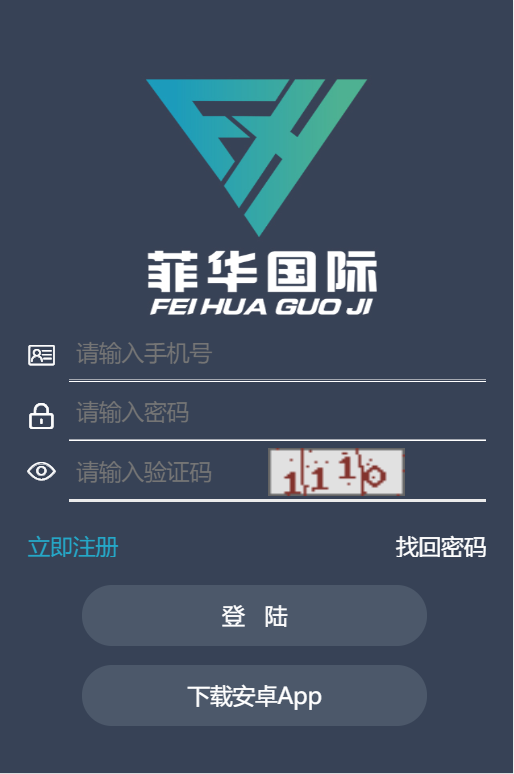 FH
菲华国际
FEI HUA GUO JI
请输入手机号
请输入密码
请输入验证码
1110
立即注册
找回密码
登 陆
下载安卓App